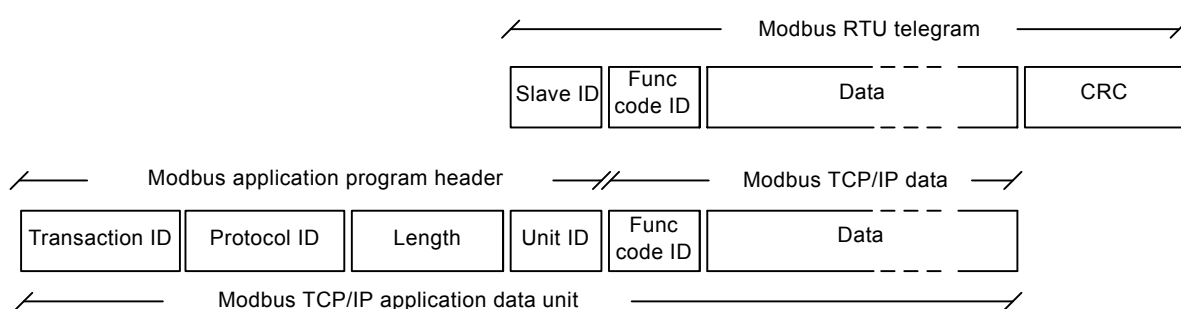 Modbus RTU telegram
Slave ID
Func
code ID
Data
CRC
Modbus application program header
Modbus TCP/IP data
Transaction ID
Protocol ID
Length
Unit ID
Func
code ID
Data
Modbus TCP/IP application data unit